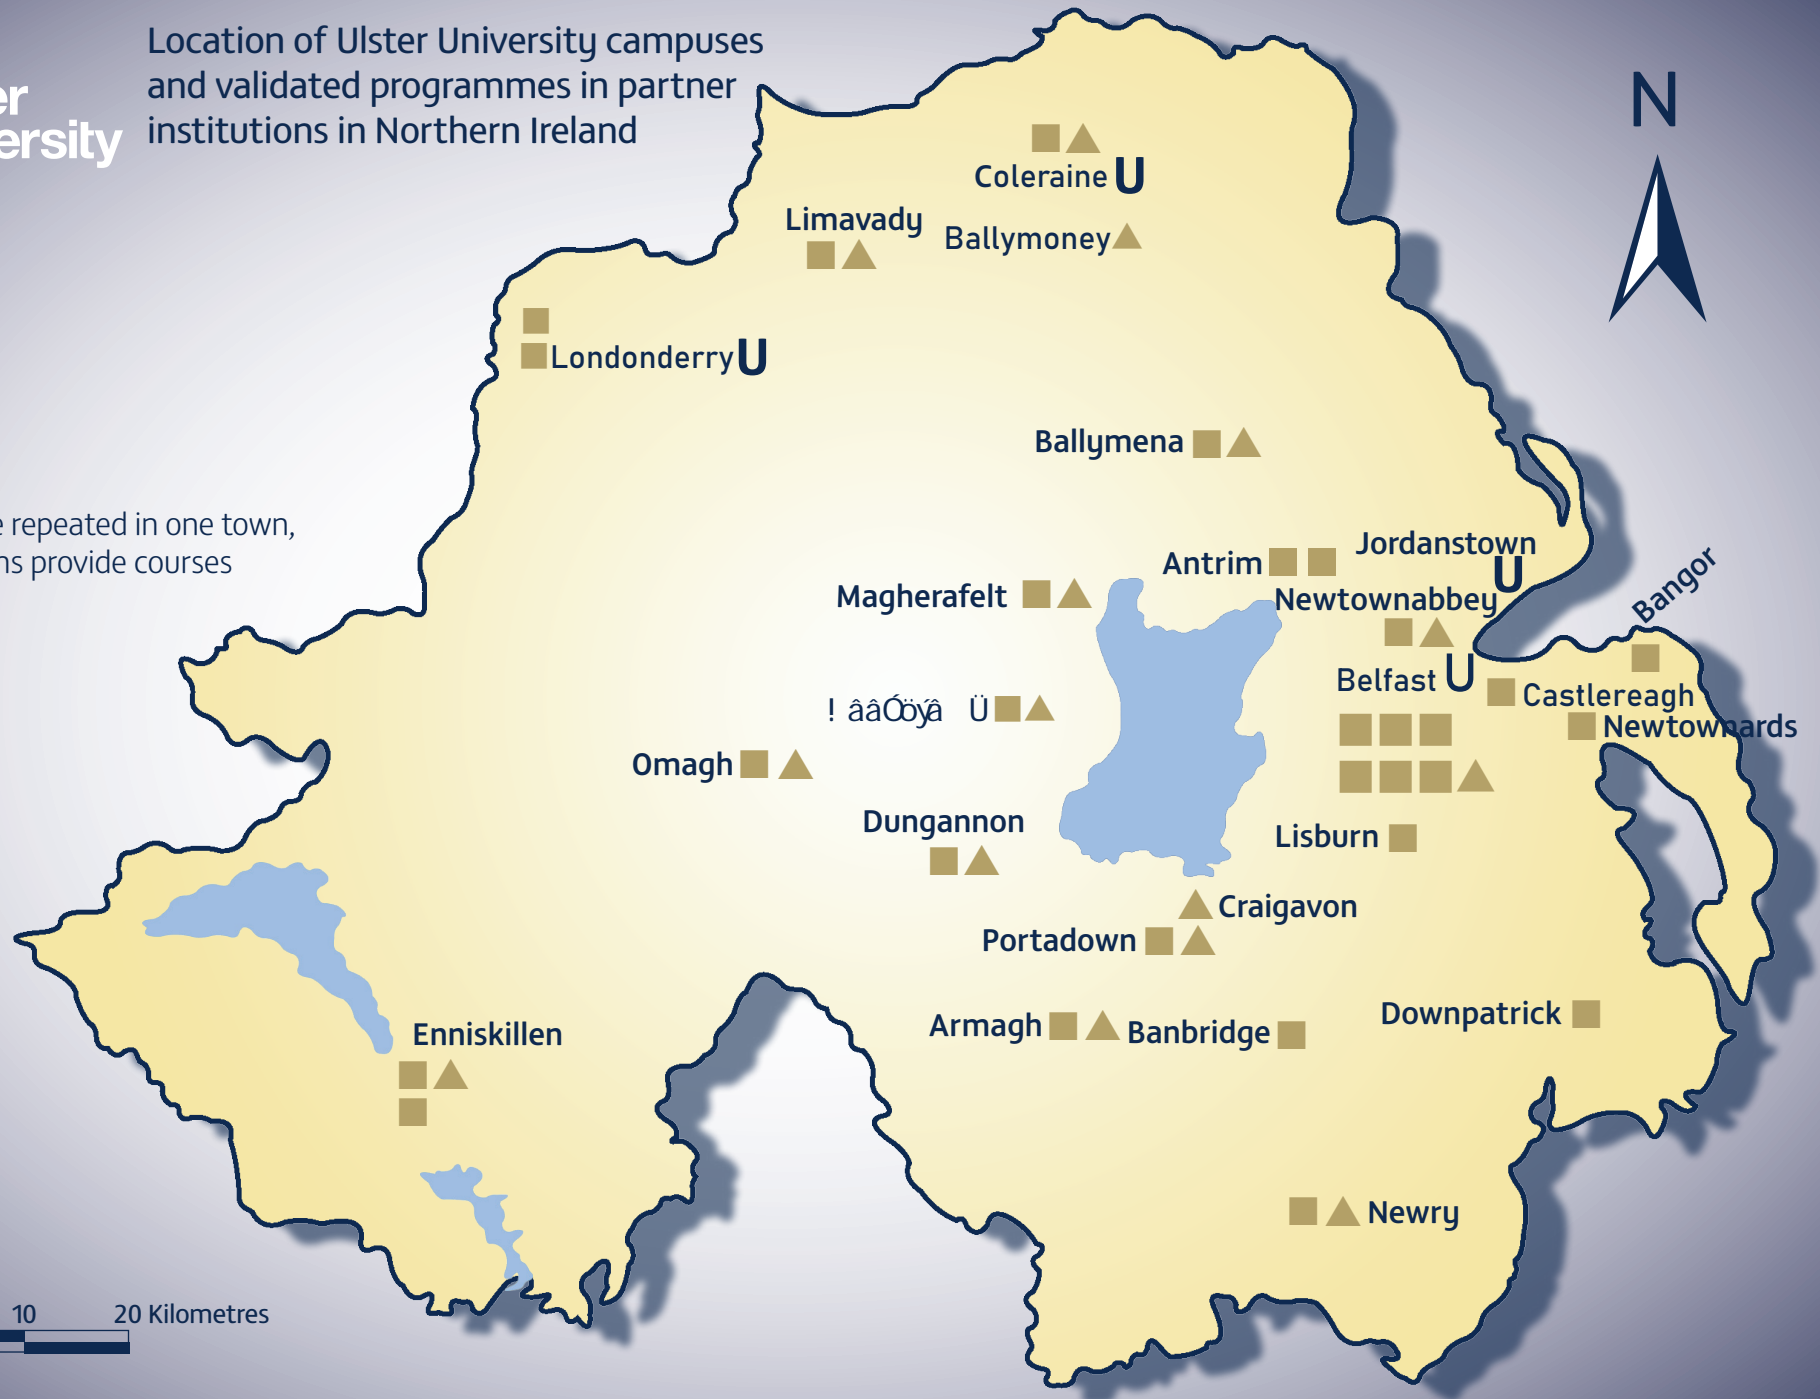 Location of Ulster University campuses
and validated programmes in partner
institutions in Northern Ireland
er
ersity
N
Coleraine U
Limavady
Ballymoney
Londonderry U
Ballymena
e repeated in one town,
ns provide courses
Antrim
Jordanstown
U
Magherafelt
Newtownabbey
Bangor
Belfast U
Castlereagh
! ââÓöýâ Ü
Newtownards
Omagh
Dungannon
Lisburn
Craigavon
Portadown
Armagh
Banbridge
Downpatrick
Enniskillen
Newry
10 20 Kilometres